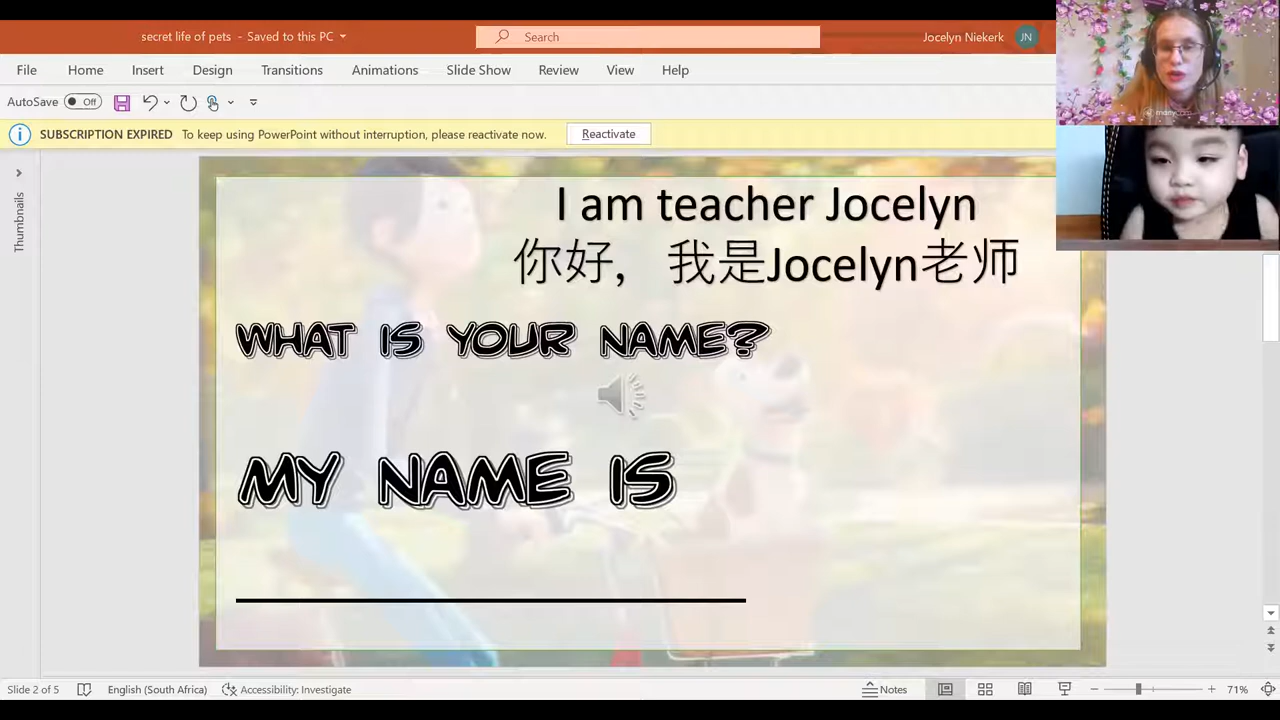 secret life of pets - Saved to this PC
Search
Jocelyn Niekerk
JN
File Home Insert Design Transitions Animations Slide Show Review View Help
AutoSave Off
SUBSCRIPTION EXPIRED To keep using PowerPoint without interruption, please reactivate now. Reactivate
Thumbnails
I am teacher Jocelyn
你好， 我是Jocelyn老师
WHAT IS YOUR NAME?
MY NAME IS
manycam
Slide 2 of 5 English (South Africa) Accessibility: Investigate Notes 71%